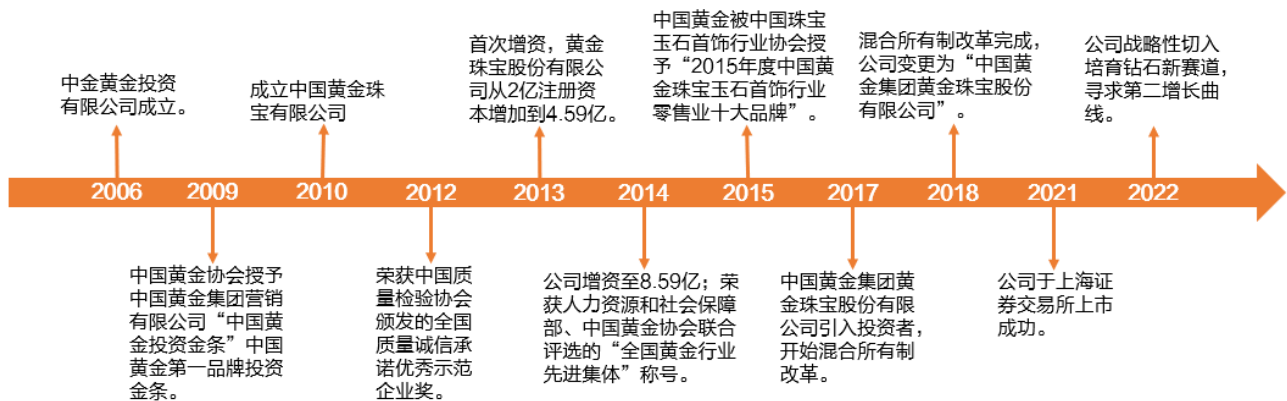 中金黄金投资
有限公司成立。
成立中国黄金珠
宝有限公司
首次增资，黄金
珠宝股份有限公
司从2亿注册资
本增加到4.59亿。
中国黄金被中国珠宝
玉石首饰行业协会授
予“2015年度中国黄
金珠宝玉石首饰行业
零售业十大品牌”。
混合所有制改革完成，
公司变更为“中国黄
金集团黄金珠宝股份
有限公司”。
公司战略性切入
培育钻石新赛道，
寻求第二增长曲
线。
2006 2009 2010 2012 2013 2014 2015 2017 2018 2021 2022
中国黄金协会授予
中国黄金集团营销
有限公司“中国黄
金投资金条”中国
黄金第一品牌投资
金条。
荣获中国质
量检验协会
颁发的全国
质量诚信承
诺优秀示范
企业奖。
公司增资至8.59亿；荣
获人力资源和社会保障
部、中国黄金协会联合
评选的“全国黄金行业
先进集体”称号。
中国黄金集团黄
金珠宝股份有限
公司引入投资者，
开始混合所有制
改革。
公司于上海证
券交易所上市
成功。